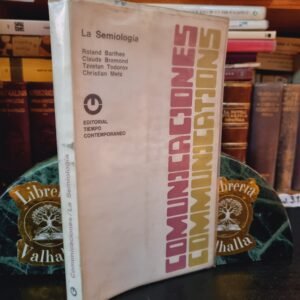 La Semiología
Roland Barthes
Claude Bremond
Tzvetan Todorov
Christian Metz
EDITORIAL
TIEMPO
CONTEMPORANEO
COMUNICACIONES
COMMUNICATIONS
Comunicaciones/La Semiología
Librería
Valhalla
Librería
Valhalla